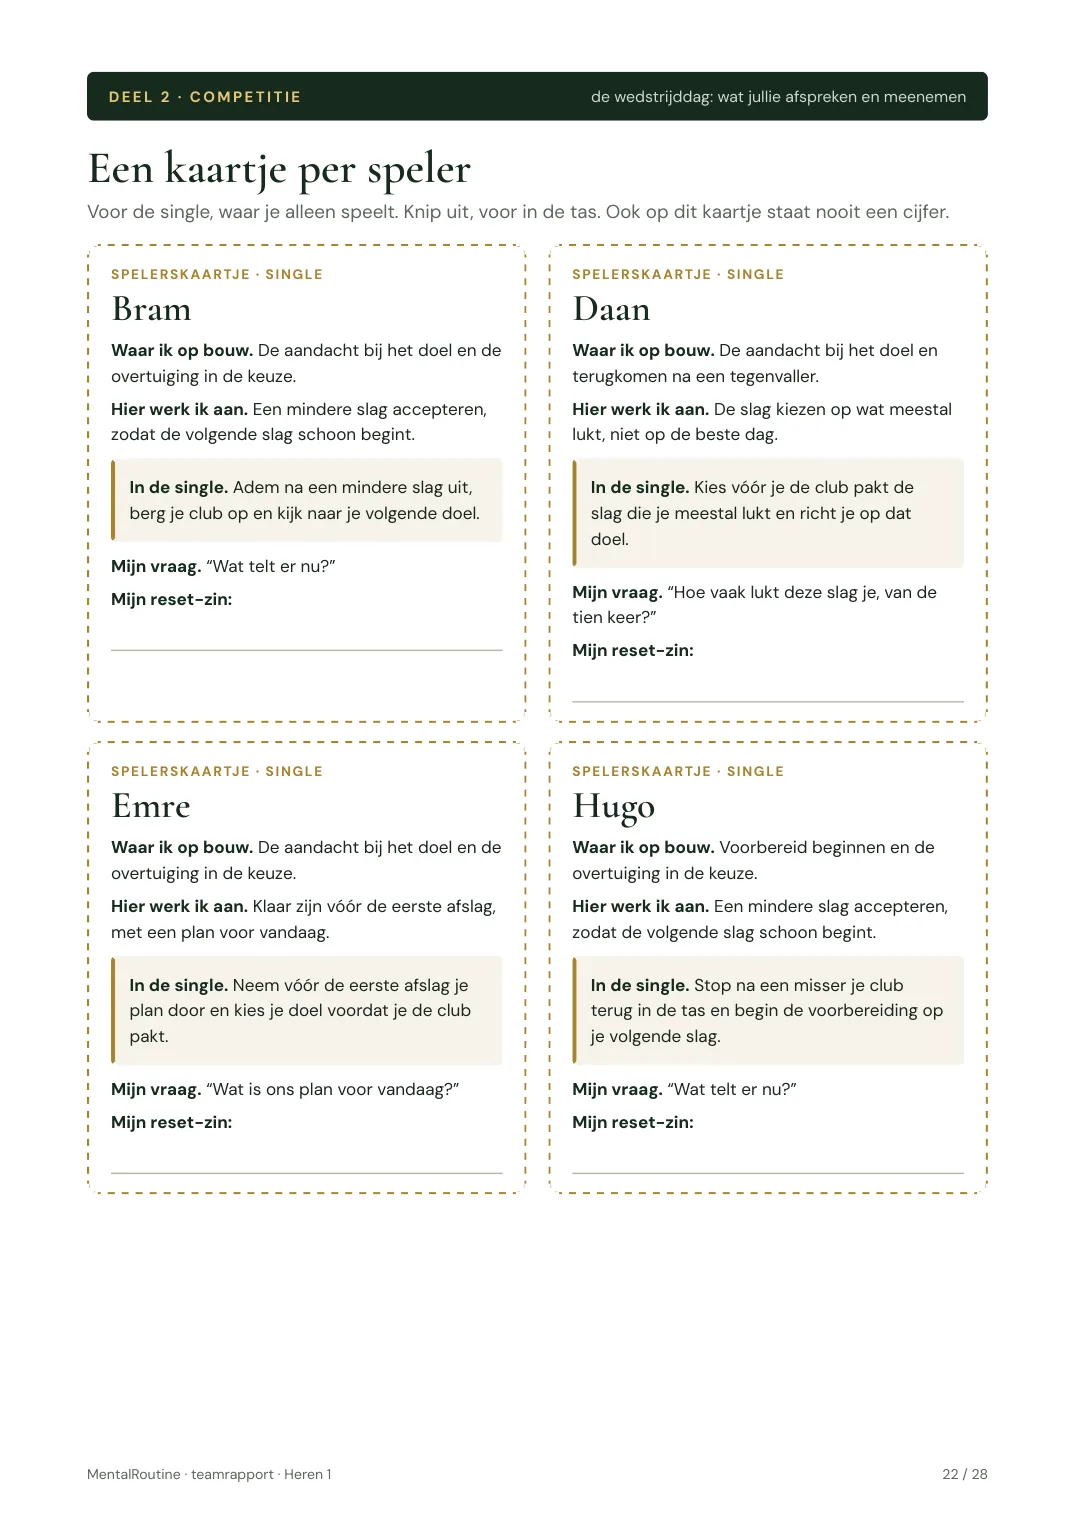 DEEL 2 · COMPETITIE
de wedstrijddag: wat jullie afspreken en meenemen
Een kaartje per speler
Voor de single, waar je alleen speelt. Knip uit, voor in de tas. Ook op dit kaartje staat nooit een cijfer.
SPELERSKAARTJE · SINGLE
Bram
Waar ik op bouw. De aandacht bij het doel en de
overtuiging in de keuze.
Hier werk ik aan. Een mindere slag accepteren,
zodat de volgende slag schoon begint.
In de single. Adem na een mindere slag uit,
berg je club op en kijk naar je volgende doel.
Mijn vraag. “Wat telt er nu?”
Mijn reset-zin:
SPELERSKAARTJE · SINGLE
Daan
Waar ik op bouw. De aandacht bij het doel en
terugkomen na een tegenvaller.
Hier werk ik aan. De slag kiezen op wat meestal
lukt, niet op de beste dag.
In de single. Kies vóór je de club pakt de
slag die je meestal lukt en richt je op dat
doel.
Mijn vraag. “Hoe vaak lukt deze slag je, van de
tien keer?”
Mijn reset-zin:
SPELERSKAARTJE · SINGLE
Emre
Waar ik op bouw. De aandacht bij het doel en de
overtuiging in de keuze.
Hier werk ik aan. Klaar zijn vóór de eerste afslag,
met een plan voor vandaag.
In de single. Neem vóór de eerste afslag je
plan door en kies je doel voordat je de club
pakt.
Mijn vraag. “Wat is ons plan voor vandaag?”
Mijn reset-zin:
SPELERSKAARTJE · SINGLE
Hugo
Waar ik op bouw. Voorbereid beginnen en de
overtuiging in de keuze.
Hier werk ik aan. Een mindere slag accepteren,
zodat de volgende slag schoon begint.
In de single. Stop na een misser je club
terug in de tas en begin de voorbereiding op
je volgende slag.
Mijn vraag. “Wat telt er nu?”
Mijn reset-zin:
MentalRoutine · teamrapport · Heren 1
22 / 28